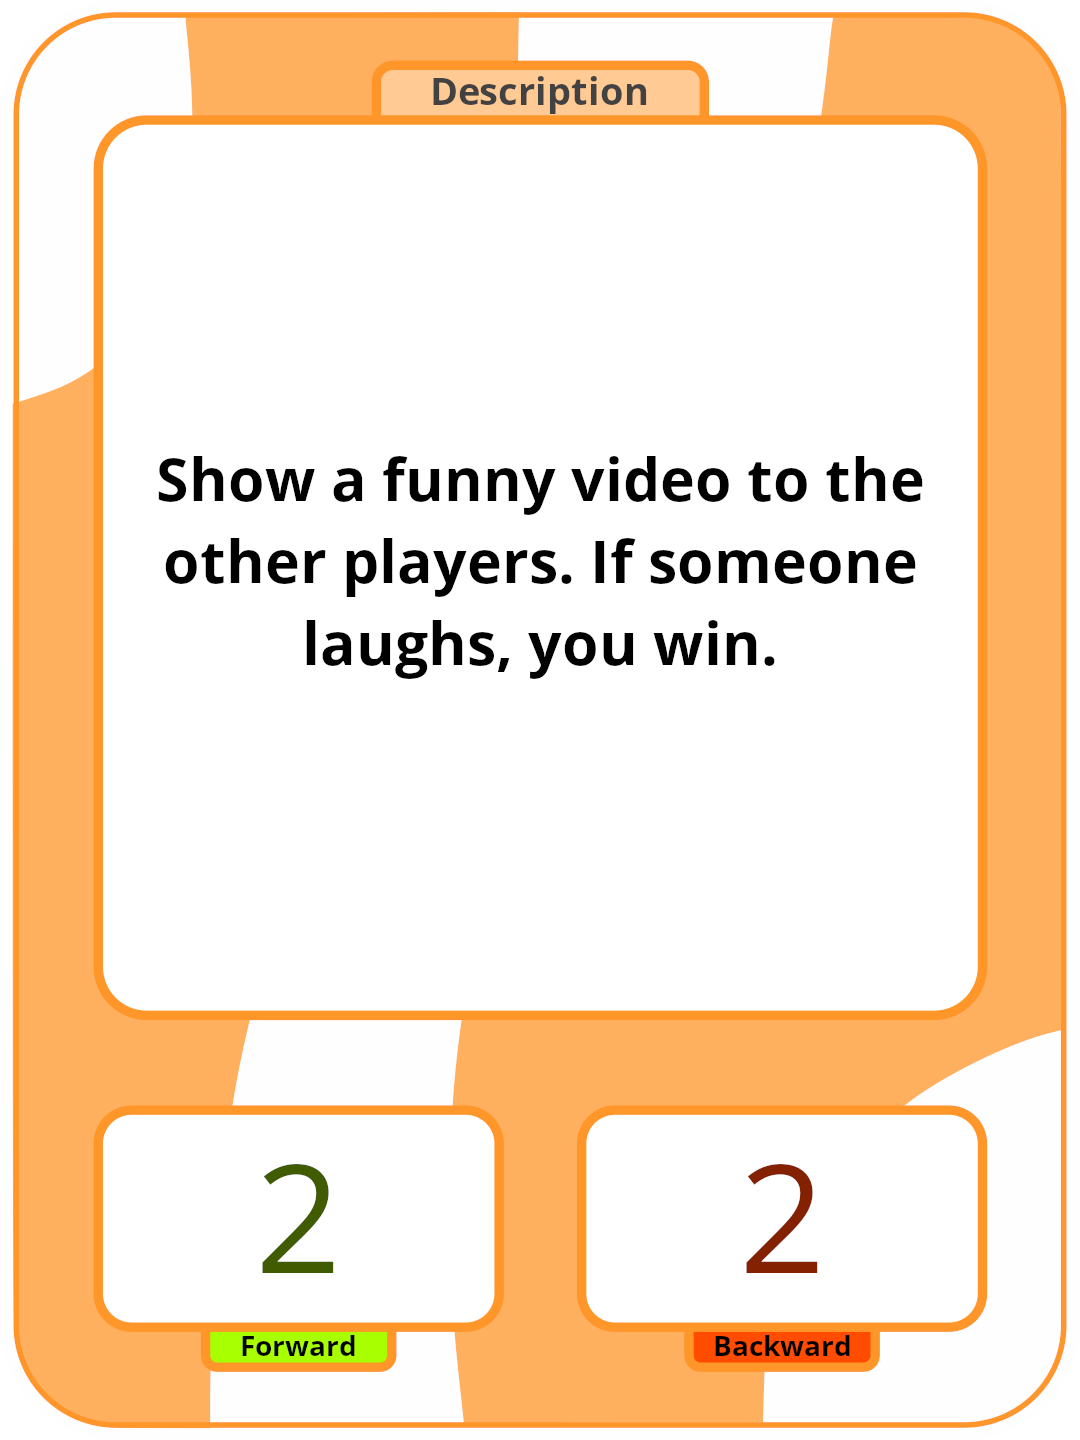 Description
Show a funny video to the
other players. If someone
laughs, you win.
2
2
Forward
Backward